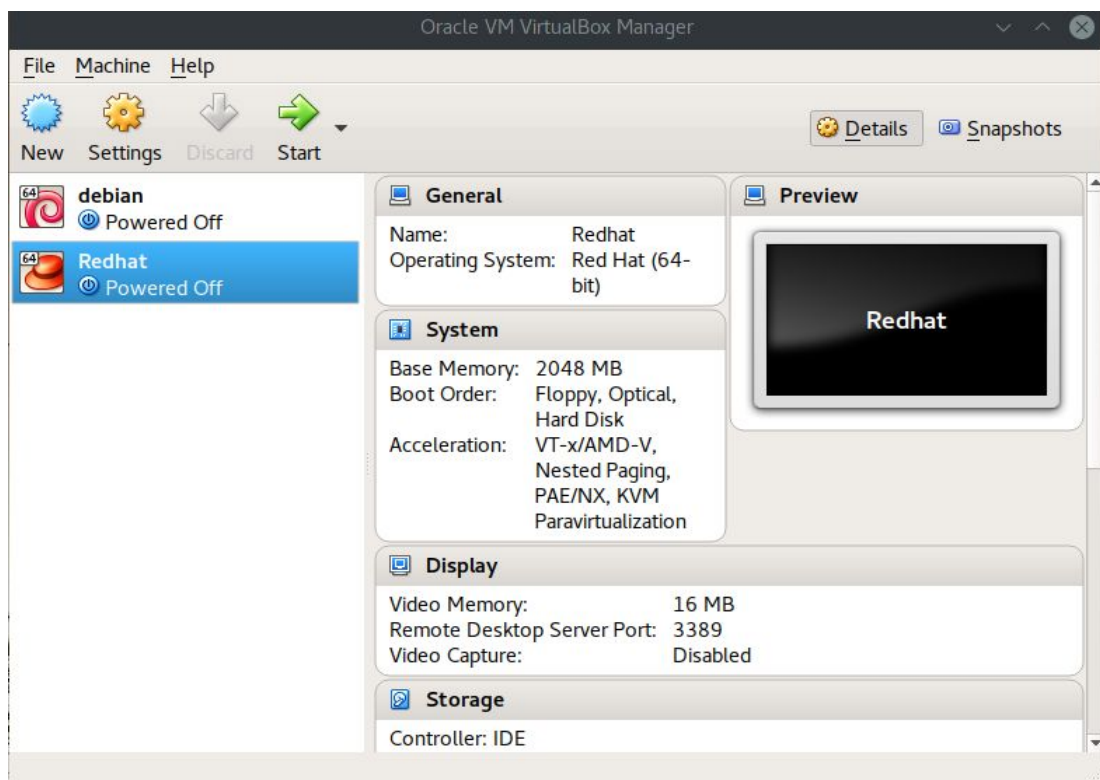 Oracle VM VirtualBox Manager
File Machine Help
New Settings Discard Start
Details Snapshots
64 debian
Powered Off
64 Redhat
Powered Off
General
Name: Redhat
Operating System: Red Hat (64-
bit)
System
Base Memory: 2048 MB
Boot Order: Floppy, Optical,
Hard Disk
Acceleration: VT-x/AMD-V,
Nested Paging,
PAE/NX, KVM
Paravirtualization
Preview
Redhat
Display
Video Memory: 16 MB
Remote Desktop Server Port: 3389
Video Capture: Disabled
Storage
Controller: IDE